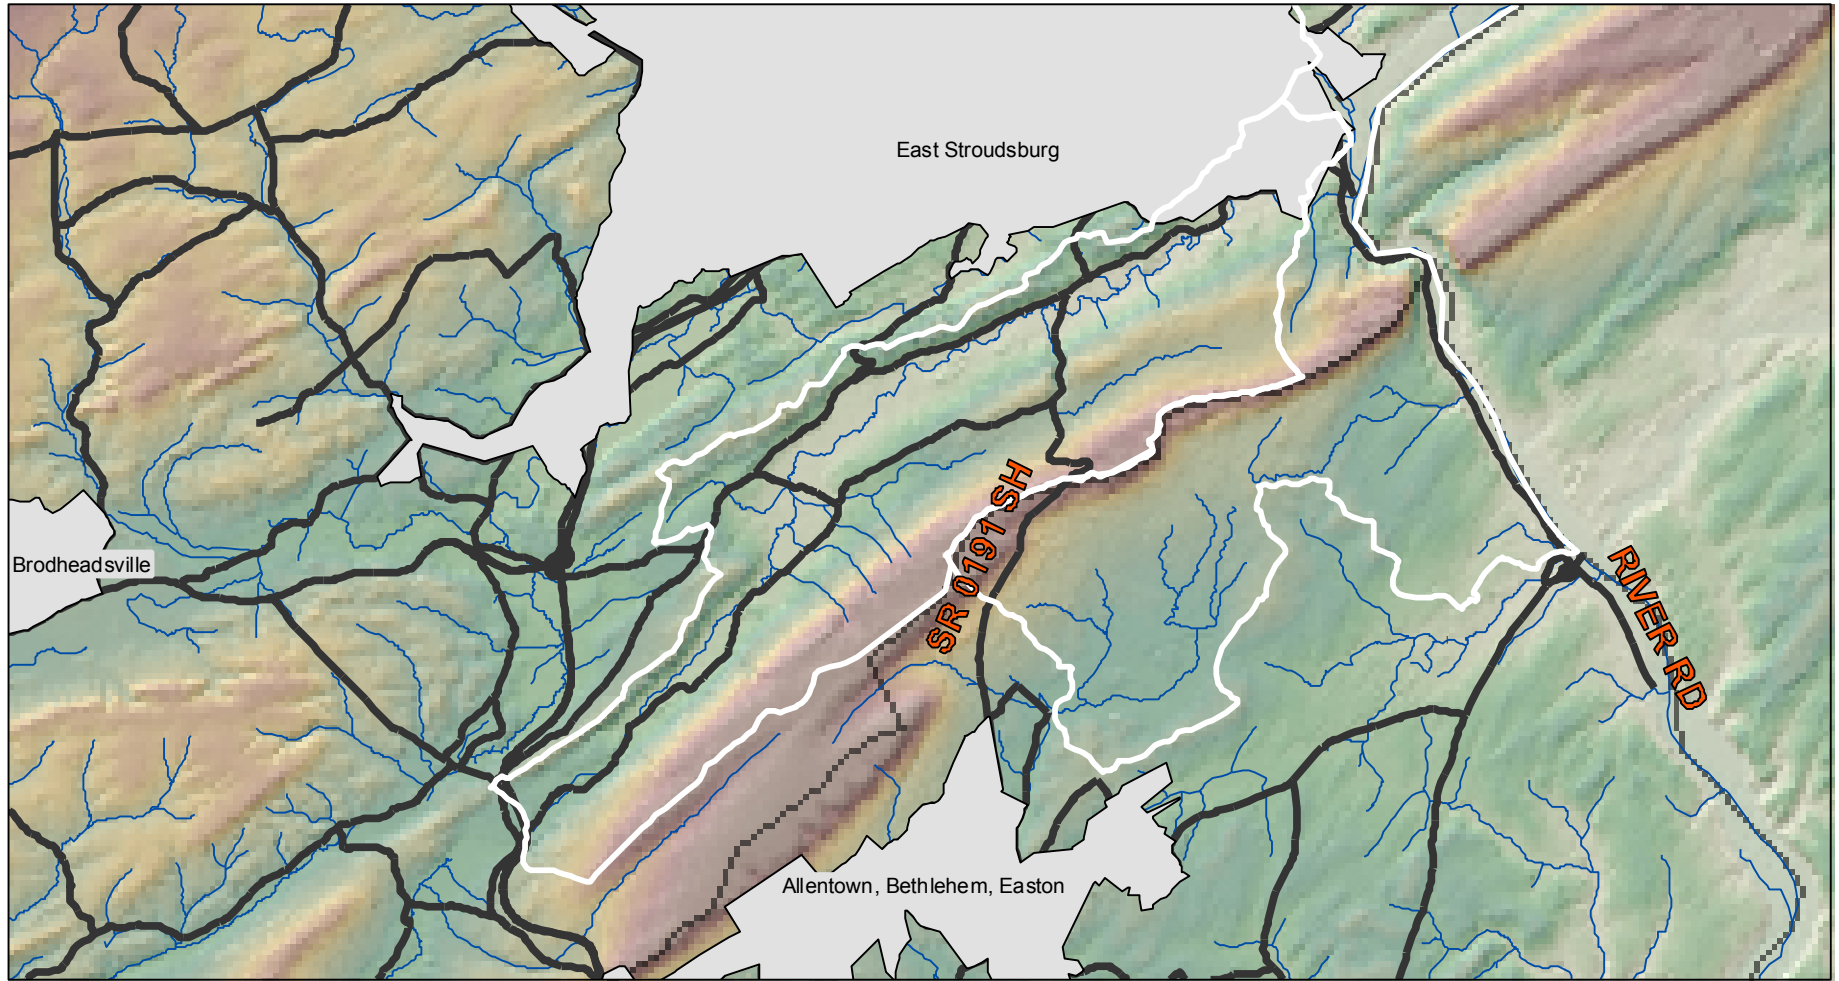 East Stroudsburg
Brodheadsville
SR 0191 SH
RIVER RD
Allentown, Bethlehem, Easton